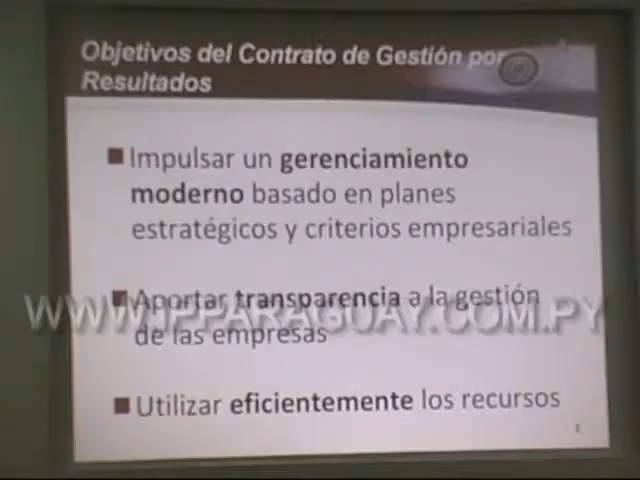 Objetivos del Contrato de Gestión por
Resultados
Impulsar un gerenciamiento
moderno basado en planes
estratégicos y criterios empresariales
Aportar transparencia a la gestión
WWW.IPPARAGUAY.COM.PY
de las empresas
Utilizar eficientemente los recursos